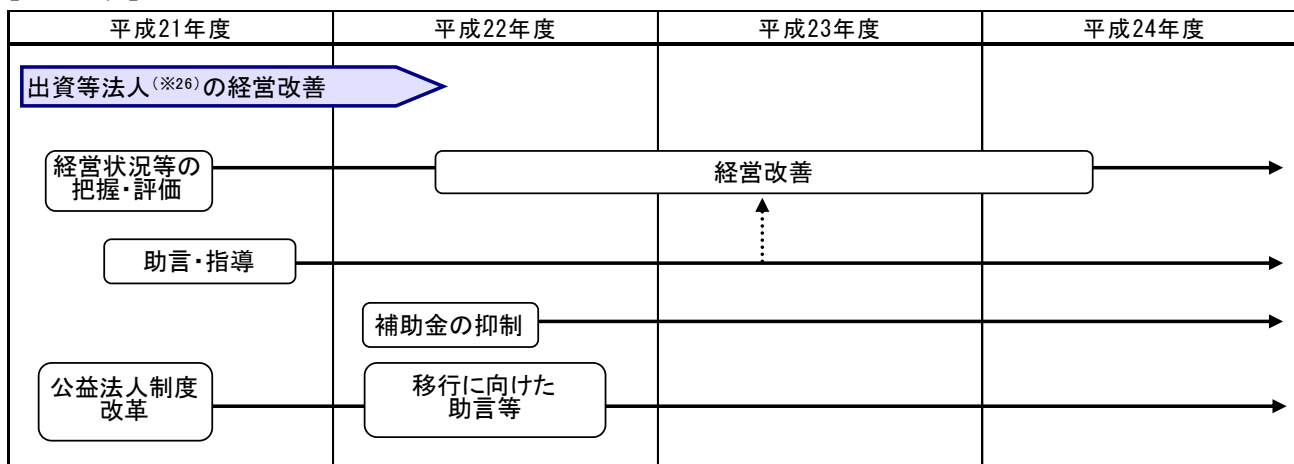 平成21年度 平成22年度 平成23年度 平成24年度
出資等法人(※26)の経営改善
経営状況等の
把握・評価
経営改善
助言・指導
補助金の抑制
公益法人制度
改革
移行に向けた
助言等